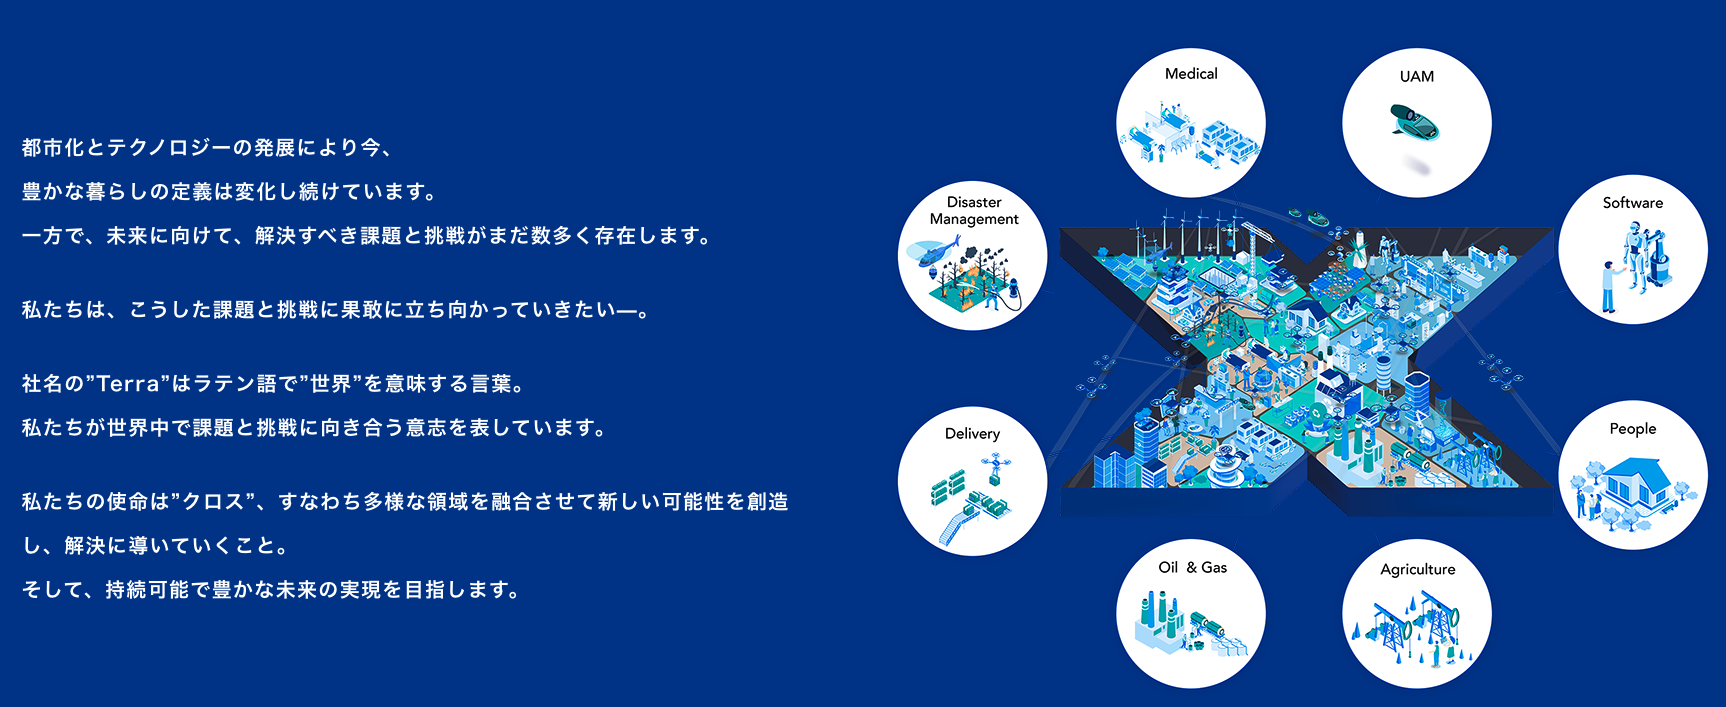 都市化とテクノロジーの発展により今、
豊かな暮らしの定義は変化し続けています。
一方で、未来に向けて、解決すべき課題と挑戦がまだ数多く存在します。
私たちは、こうした課題と挑戦に果敢に立ち向かっていきたい—。
社名の”Terra”はラテン語で”世界”を意味する言葉。
私たちが世界中で課題と挑戦に向き合う意志を表しています。
私たちの使命は”クロス”、すなわち多様な領域を融合させて新しい可能性を創造
し、解決に導いていくこと。
そして、持続可能で豊かな未来の実現を目指します。
Medical
UAM
Disaster
Management
Software
Delivery
People
Oil & Gas
Agriculture